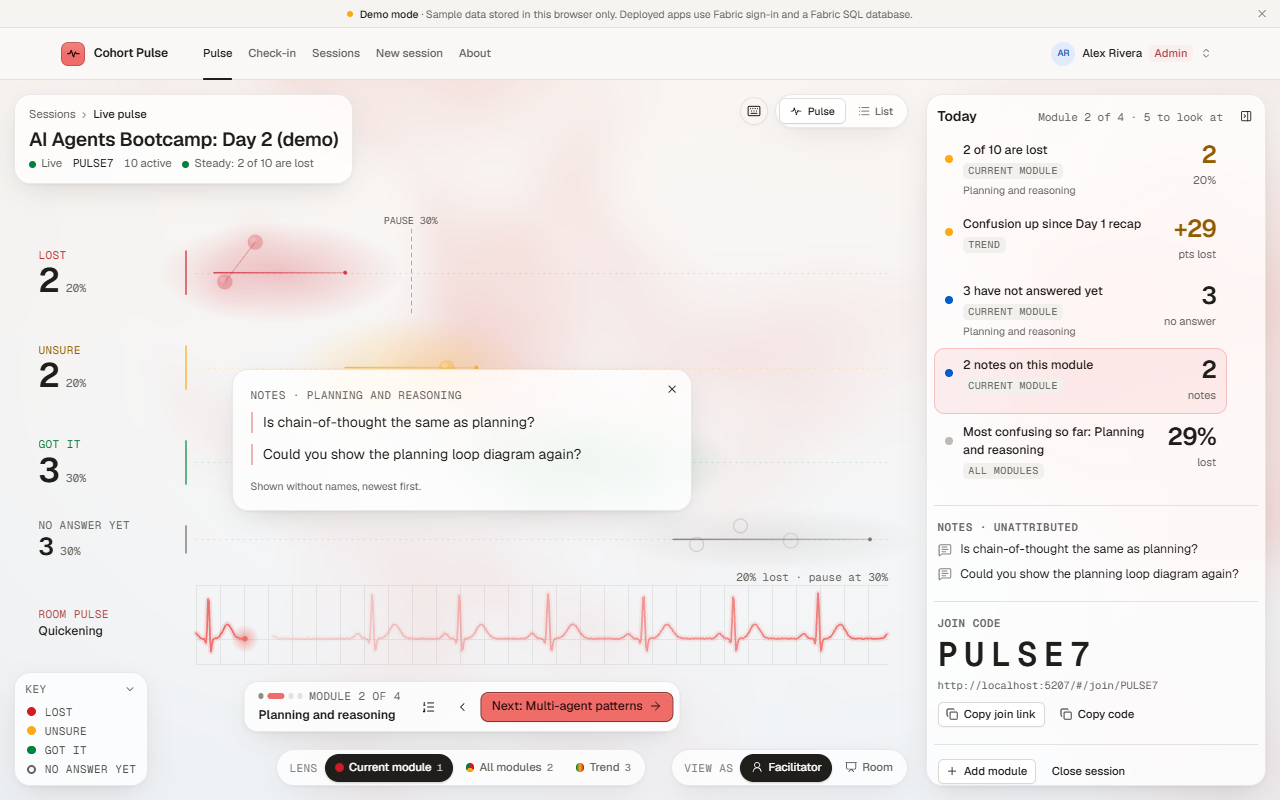 Demo mode · Sample data stored in this browser only. Deployed apps use Fabric sign-in and a Fabric SQL database.
Cohort Pulse
Pulse
Check-in
Sessions
New session
About
AR
Alex Rivera
Admin
Sessions › Live pulse
AI Agents Bootcamp: Day 2 (demo)
Live PULSE7 10 active Steady: 2 of 10 are lost
Pulse
List
PAUSE 30%
LOST
2 20%
UNSURE
2 20%
GOT IT
3 30%
NO ANSWER YET
3 30%
NOTES · PLANNING AND REASONING
Is chain-of-thought the same as planning?
Could you show the planning loop diagram again?
Shown without names, newest first.
20% lost · pause at 30%
ROOM PULSE
Quickening
KEY
LOST
UNSURE
GOT IT
NO ANSWER YET
MODULE 2 OF 4
Planning and reasoning
Next: Multi-agent patterns
LENS
Current module 1
All modules 2
Trend 3
VIEW AS
Facilitator
Room
Today
Module 2 of 4 · 5 to look at
2 of 10 are lost
2
CURRENT MODULE
20%
Planning and reasoning
Confusion up since Day 1 recap
+29
TREND
pts lost
3 have not answered yet
3
CURRENT MODULE
no answer
Planning and reasoning
2 notes on this module
2
CURRENT MODULE
notes
Most confusing so far: Planning
and reasoning
29%
ALL MODULES
lost
NOTES · UNATTRIBUTED
Is chain-of-thought the same as planning?
Could you show the planning loop diagram again?
JOIN CODE
PULSE7
http://localhost:5207/#/join/PULSE7
Copy join link
Copy code
Add module
Close session